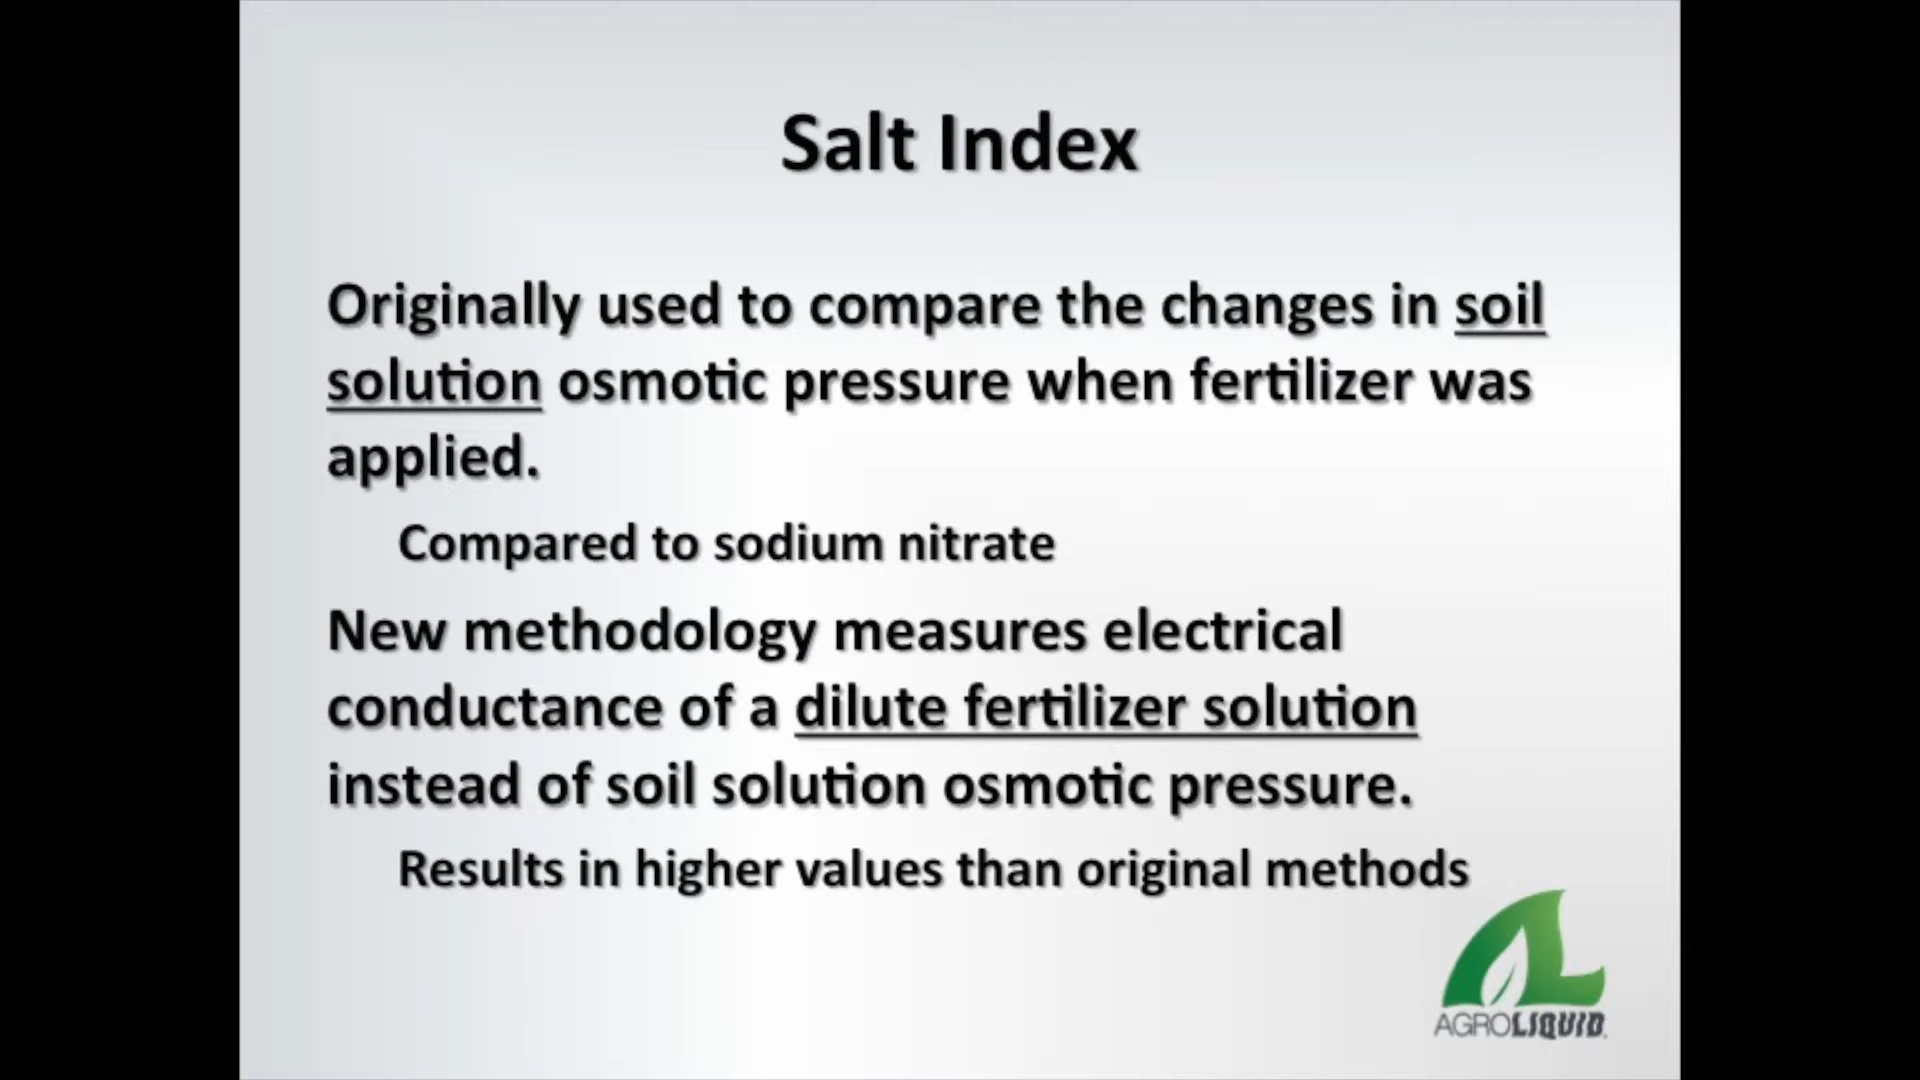 Salt Index
Originally used to compare the changes in soil
solution osmotic pressure when fertilizer was
applied.
Compared to sodium nitrate
New methodology measures electrical
conductance of a dilute fertilizer solution
instead of soil solution osmotic pressure.
Results in higher values than original methods
AGROLIQUID